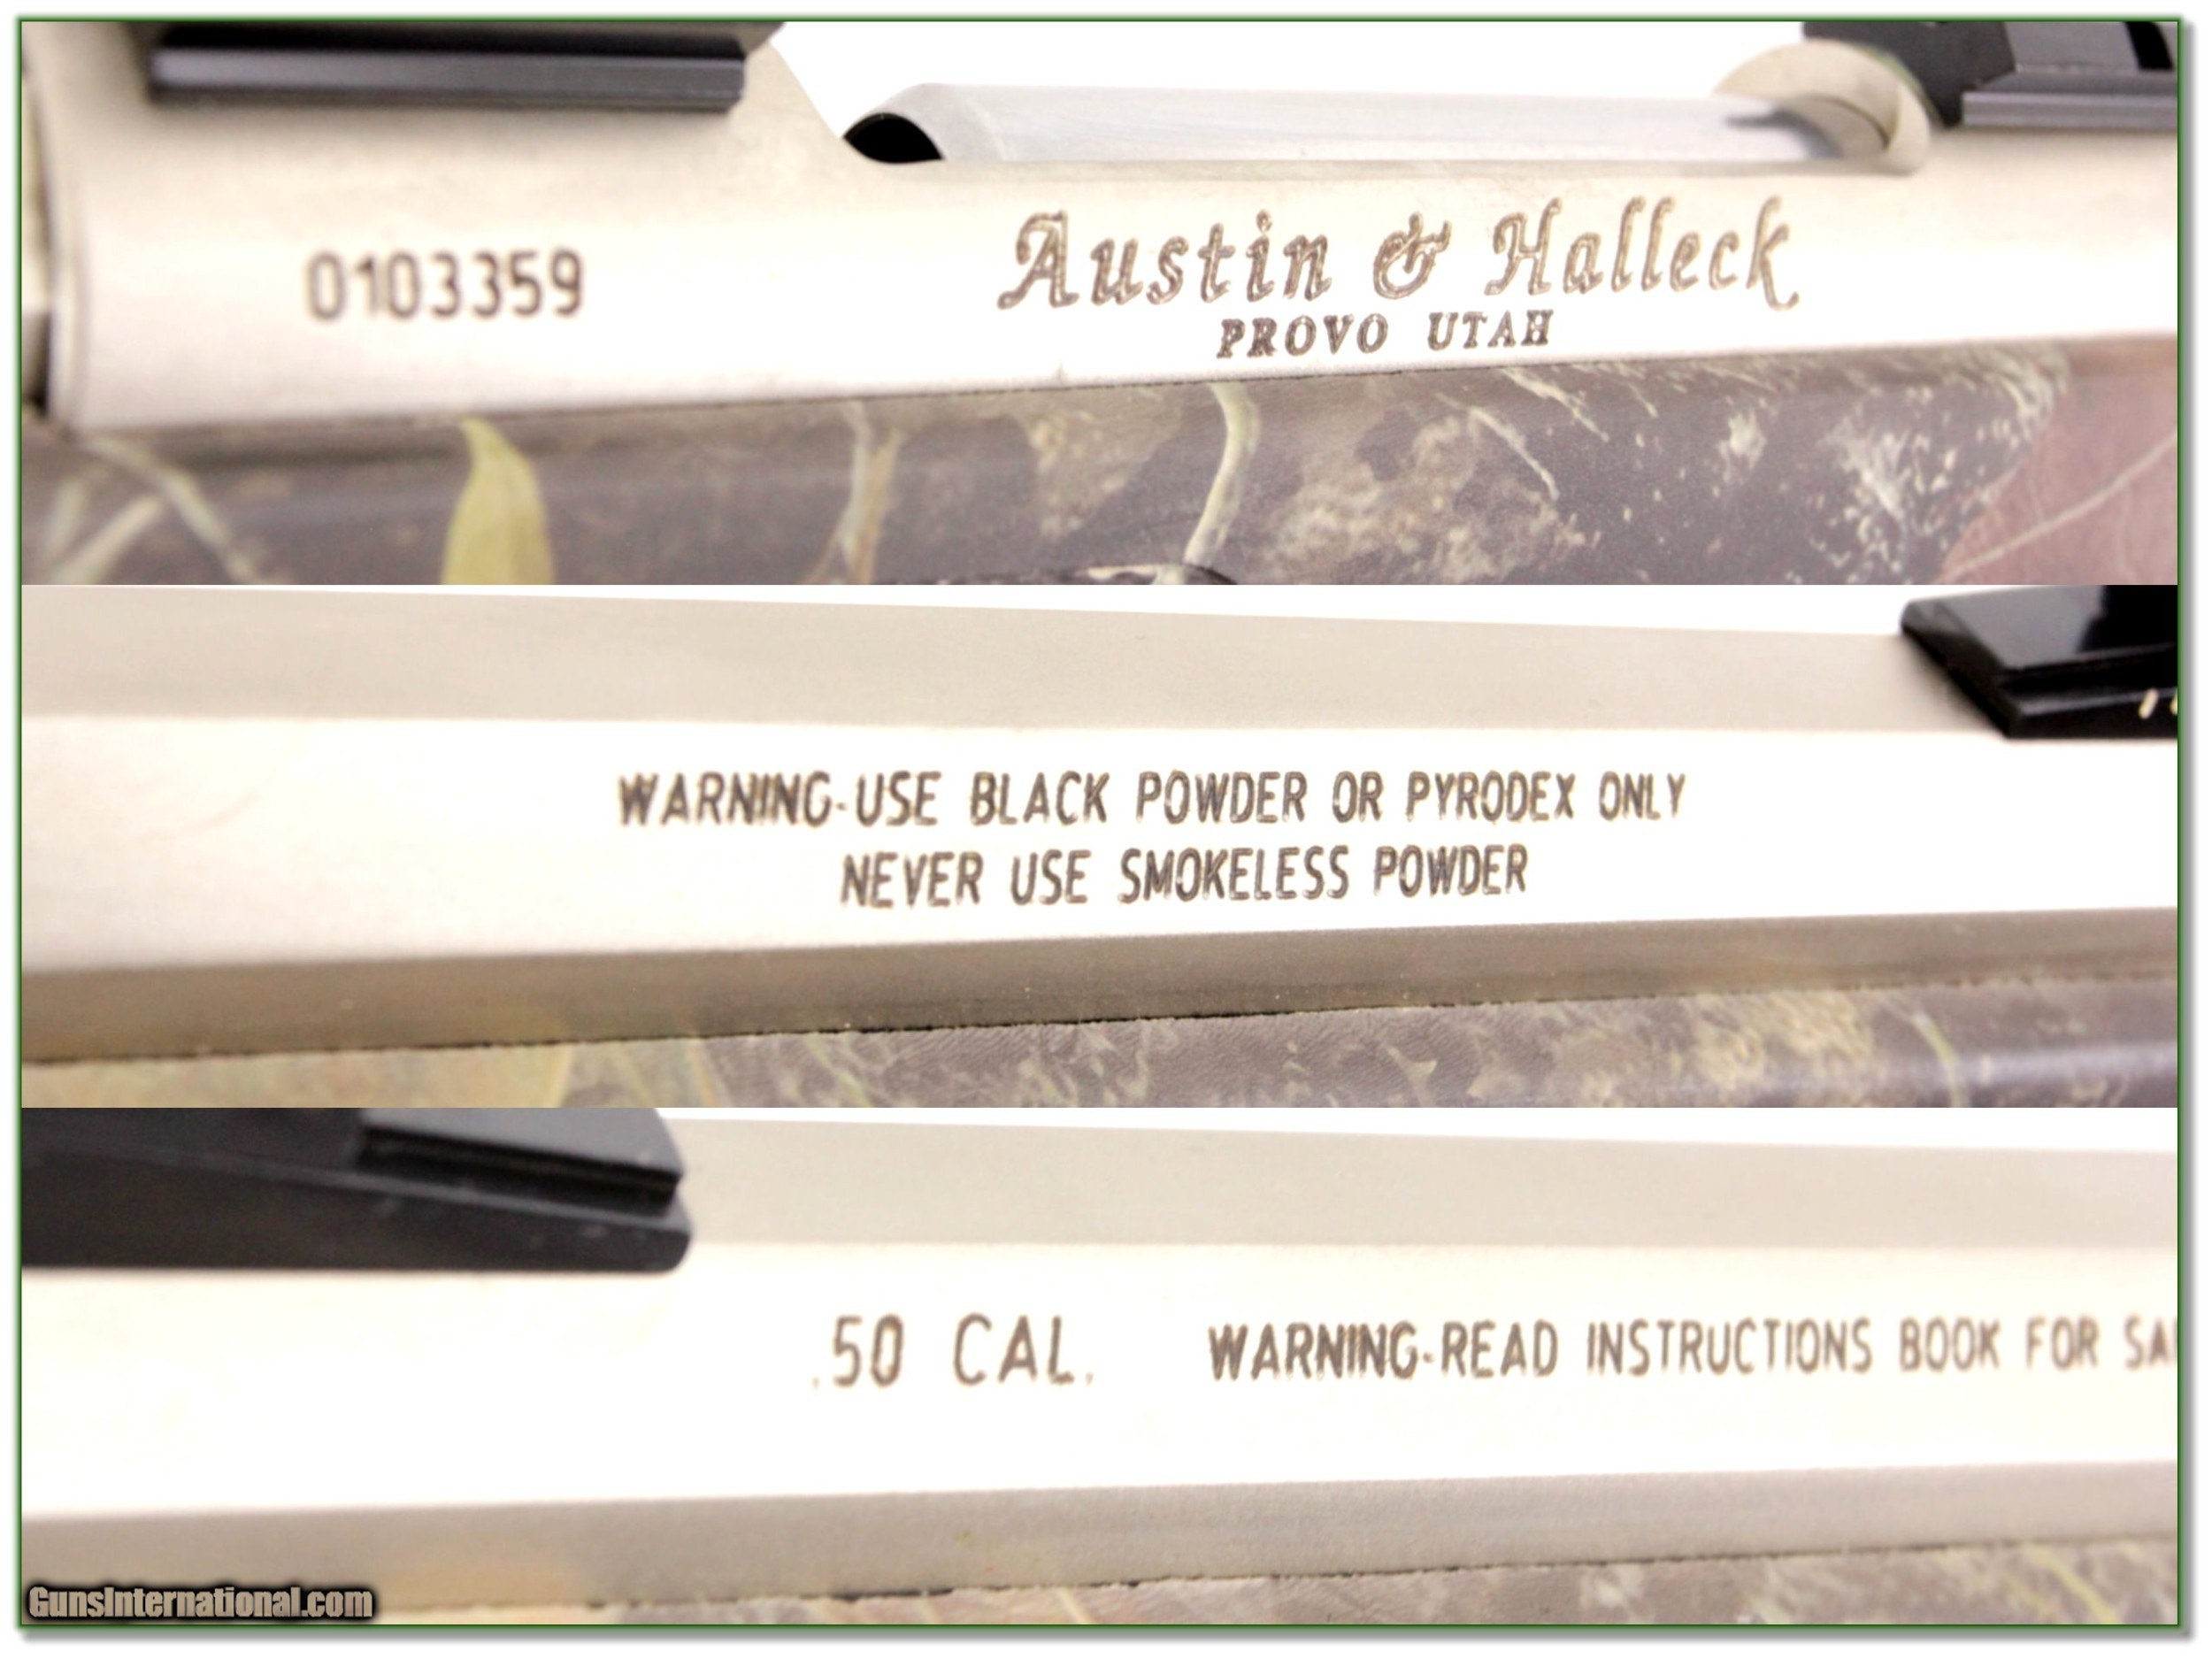 0103359
Austin & Halleck
PROVO UTAH
WARNING-USE BLACK POWDER OR PYRODEX ONLY
NEVER USE SMOKELESS POWDER
.50 CAL. WARNING-READ INSTRUCTIONS BOOK FOR
GunsInternational.com